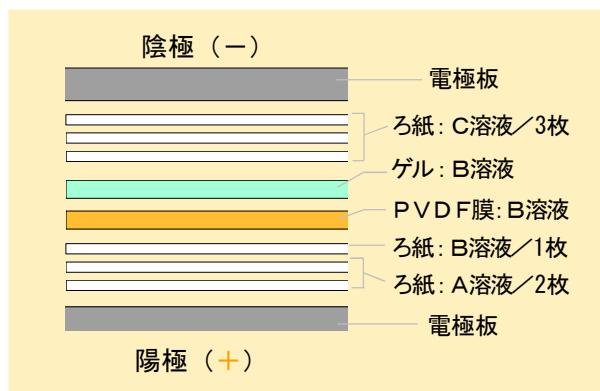 陰極（－）
電極板
ろ紙：C溶液／3枚
ゲル：B溶液
ＰＶＤＦ膜：B溶液
ろ紙：B溶液／1枚
ろ紙：A溶液／2枚
電極板
陽極（＋）